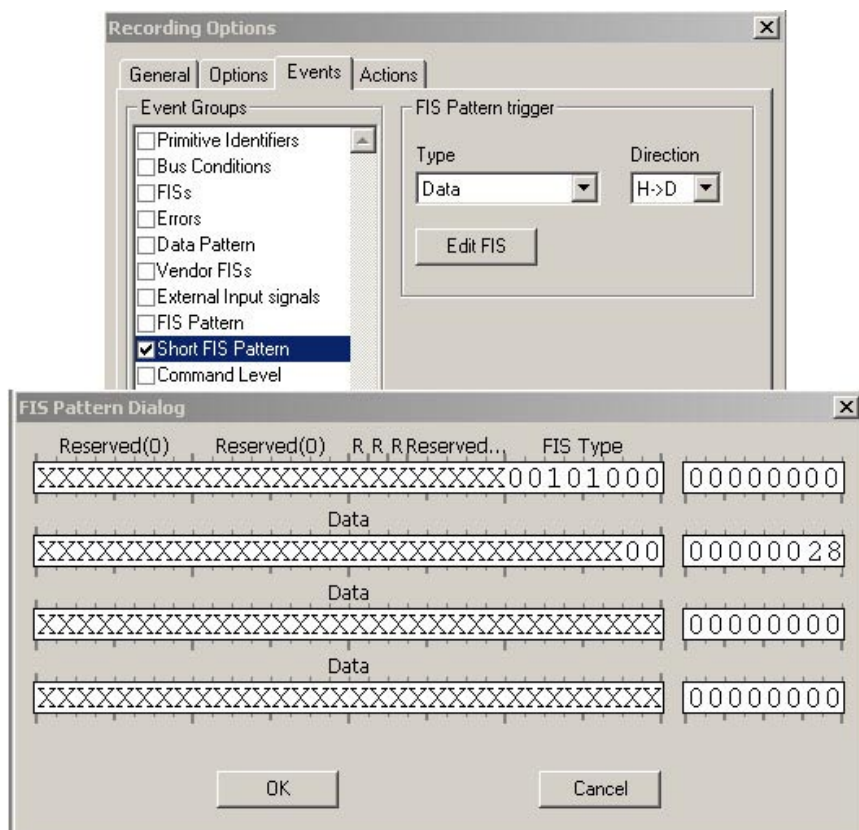 Recording Options
General Options Events Actions
Event Groups
FIS Pattern trigger
Primitive Identifiers
Bus Conditions
FISs
Errors
Data Pattern
Vendor FISs
External Input signals
FIS Pattern
Short FIS Pattern
Command Level
Type Direction
Data H->D
Edit FIS
FIS Pattern Dialog
Reserved(0) Reserved(0) R R R Reserved... FIS Type
XXXXXXXXXXXXXXXXXXXXXXXX00101000 00000000
Data
XXXXXXXXXXXXXXXXXXXXXXXXXXXXXX00 00000028
Data
XXXXXXXXXXXXXXXXXXXXXXXXXXXXXXXX 00000000
Data
XXXXXXXXXXXXXXXXXXXXXXXXXXXXXXXX 00000000
OK Cancel